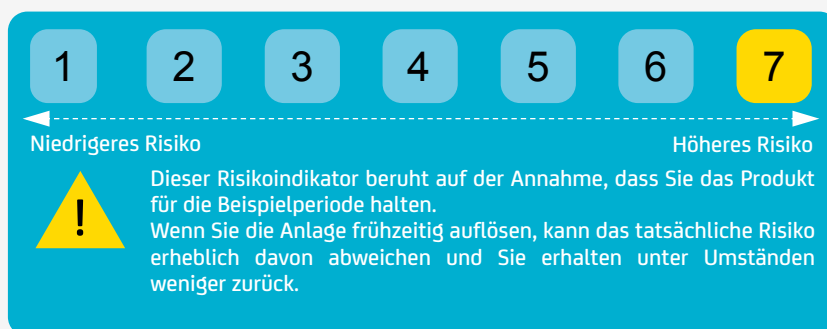 1 2 3 4 5 6 7
Niedrigeres Risiko Höheres Risiko
!
Dieser Risikoindikator beruht auf der Annahme, dass Sie das Produkt
für die Beispielperiode halten.
Wenn Sie die Anlage frühzeitig auflösen, kann das tatsächliche Risiko
erheblich davon abweichen und Sie erhalten unter Umständen
weniger zurück.